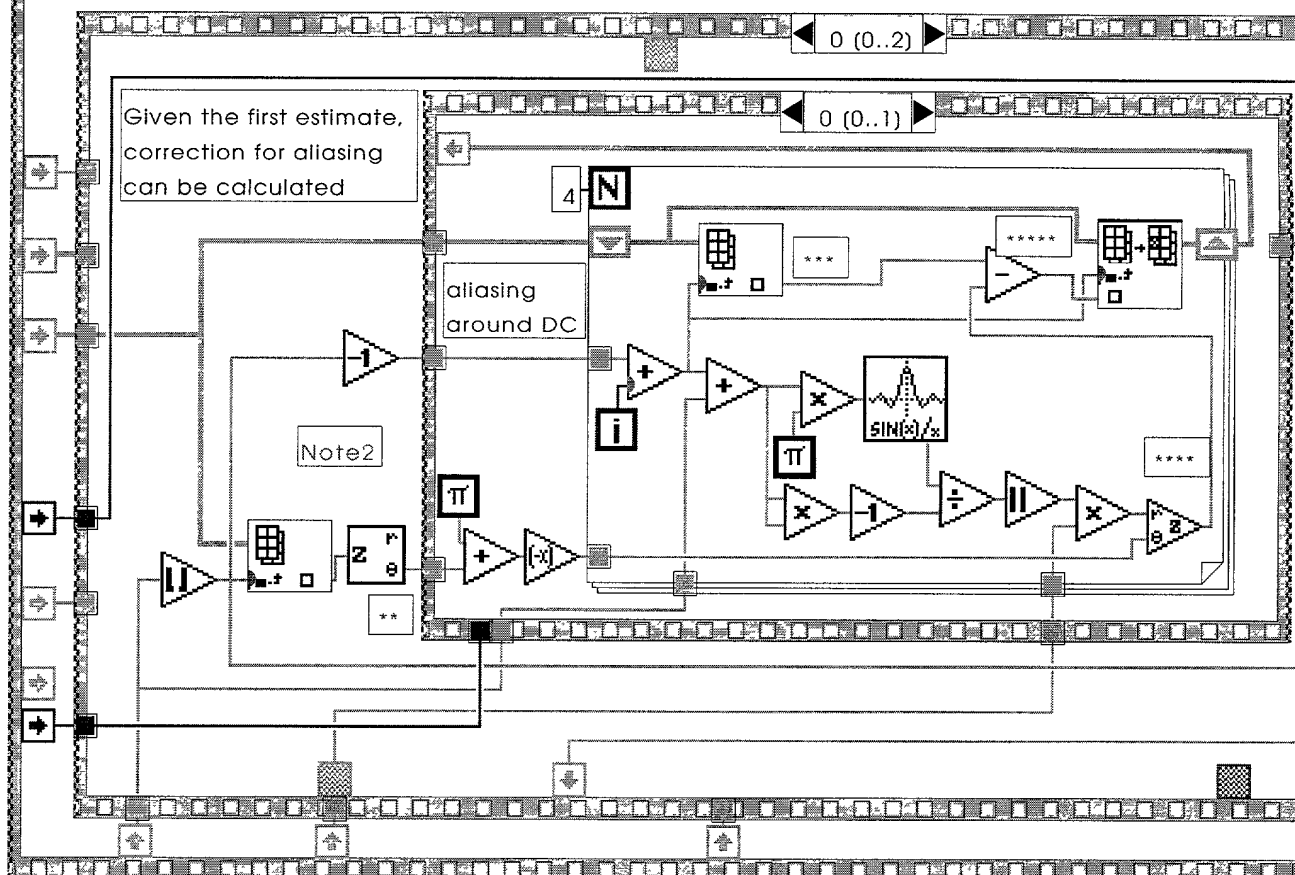 0 (0..2)
Given the first estimate,
correction for aliasing
can be calculated
0 (0..1)
4
N
***
*****
aliasing
around DC
-1
+
i
+
x
π
SIN(x)/x
-
Note2
π
x
-1
÷
||
x
r
θ z
****
z r
θ
+
(-x)
**